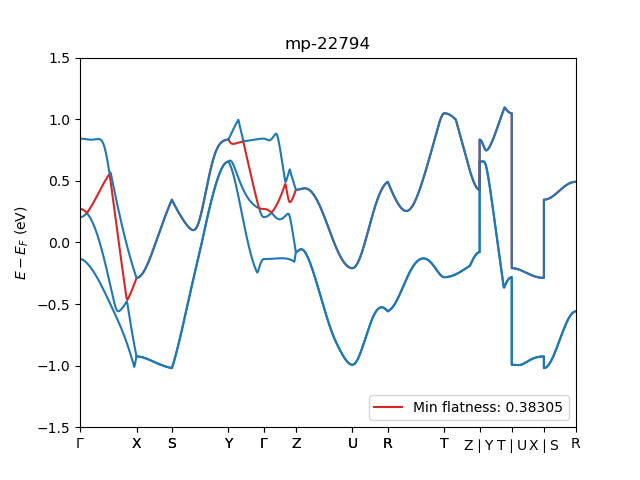 mp-22794
E − E_F (eV)
1.5
1.0
0.5
0.0
−0.5
−1.0
−1.5
Min flatness: 0.38305
Γ X S Y Γ Z U R T Z | Y T | U X | S R